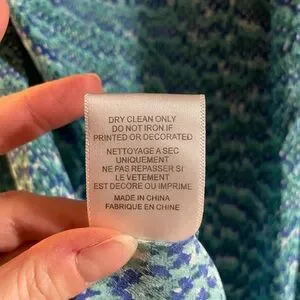 DRY CLEAN ONLY
DO NOT IRON IF
PRINTED OR DECORATED
NETTOYAGE A SEC
UNIQUEMENT
NE PAS REPASSER SI
LE VETEMENT
EST DECORE OU IMPRIME
MADE IN CHINA
FABRIQUE EN CHINE